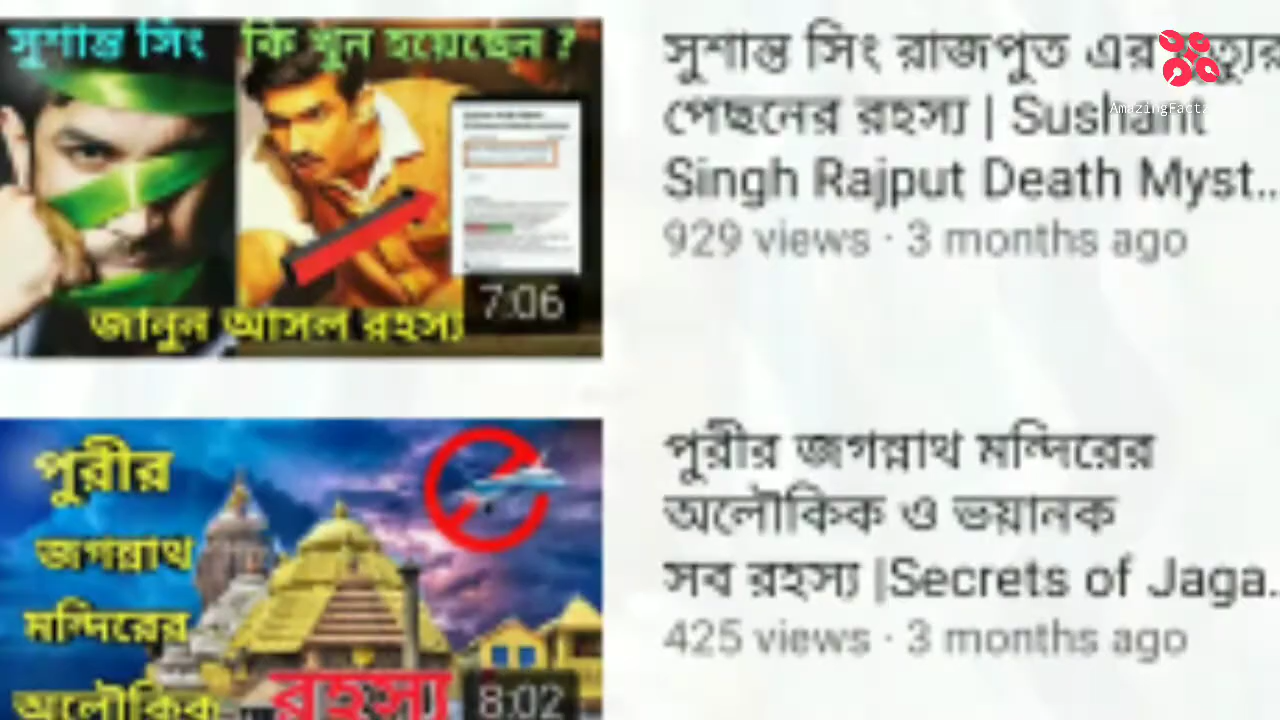 সুশান্ত সিং কি খুন হয়েছেন ?
7:06
জানুন আসল রহস্য
সুশান্ত সিং রাজপুত এর
পেছনের রহস্য | Sushant
Singh Rajput Death Myst..
929 views · 3 months ago
AmazingFacts
পুরীর
জগন্নাথ
মন্দিরের
অলৌকিক
রহস্য
8:02
পুরীর জগন্নাথ মন্দিরের
অলৌকিক ও ভয়ানক
সব রহস্য |Secrets of Jaga.
425 views · 3 months ago